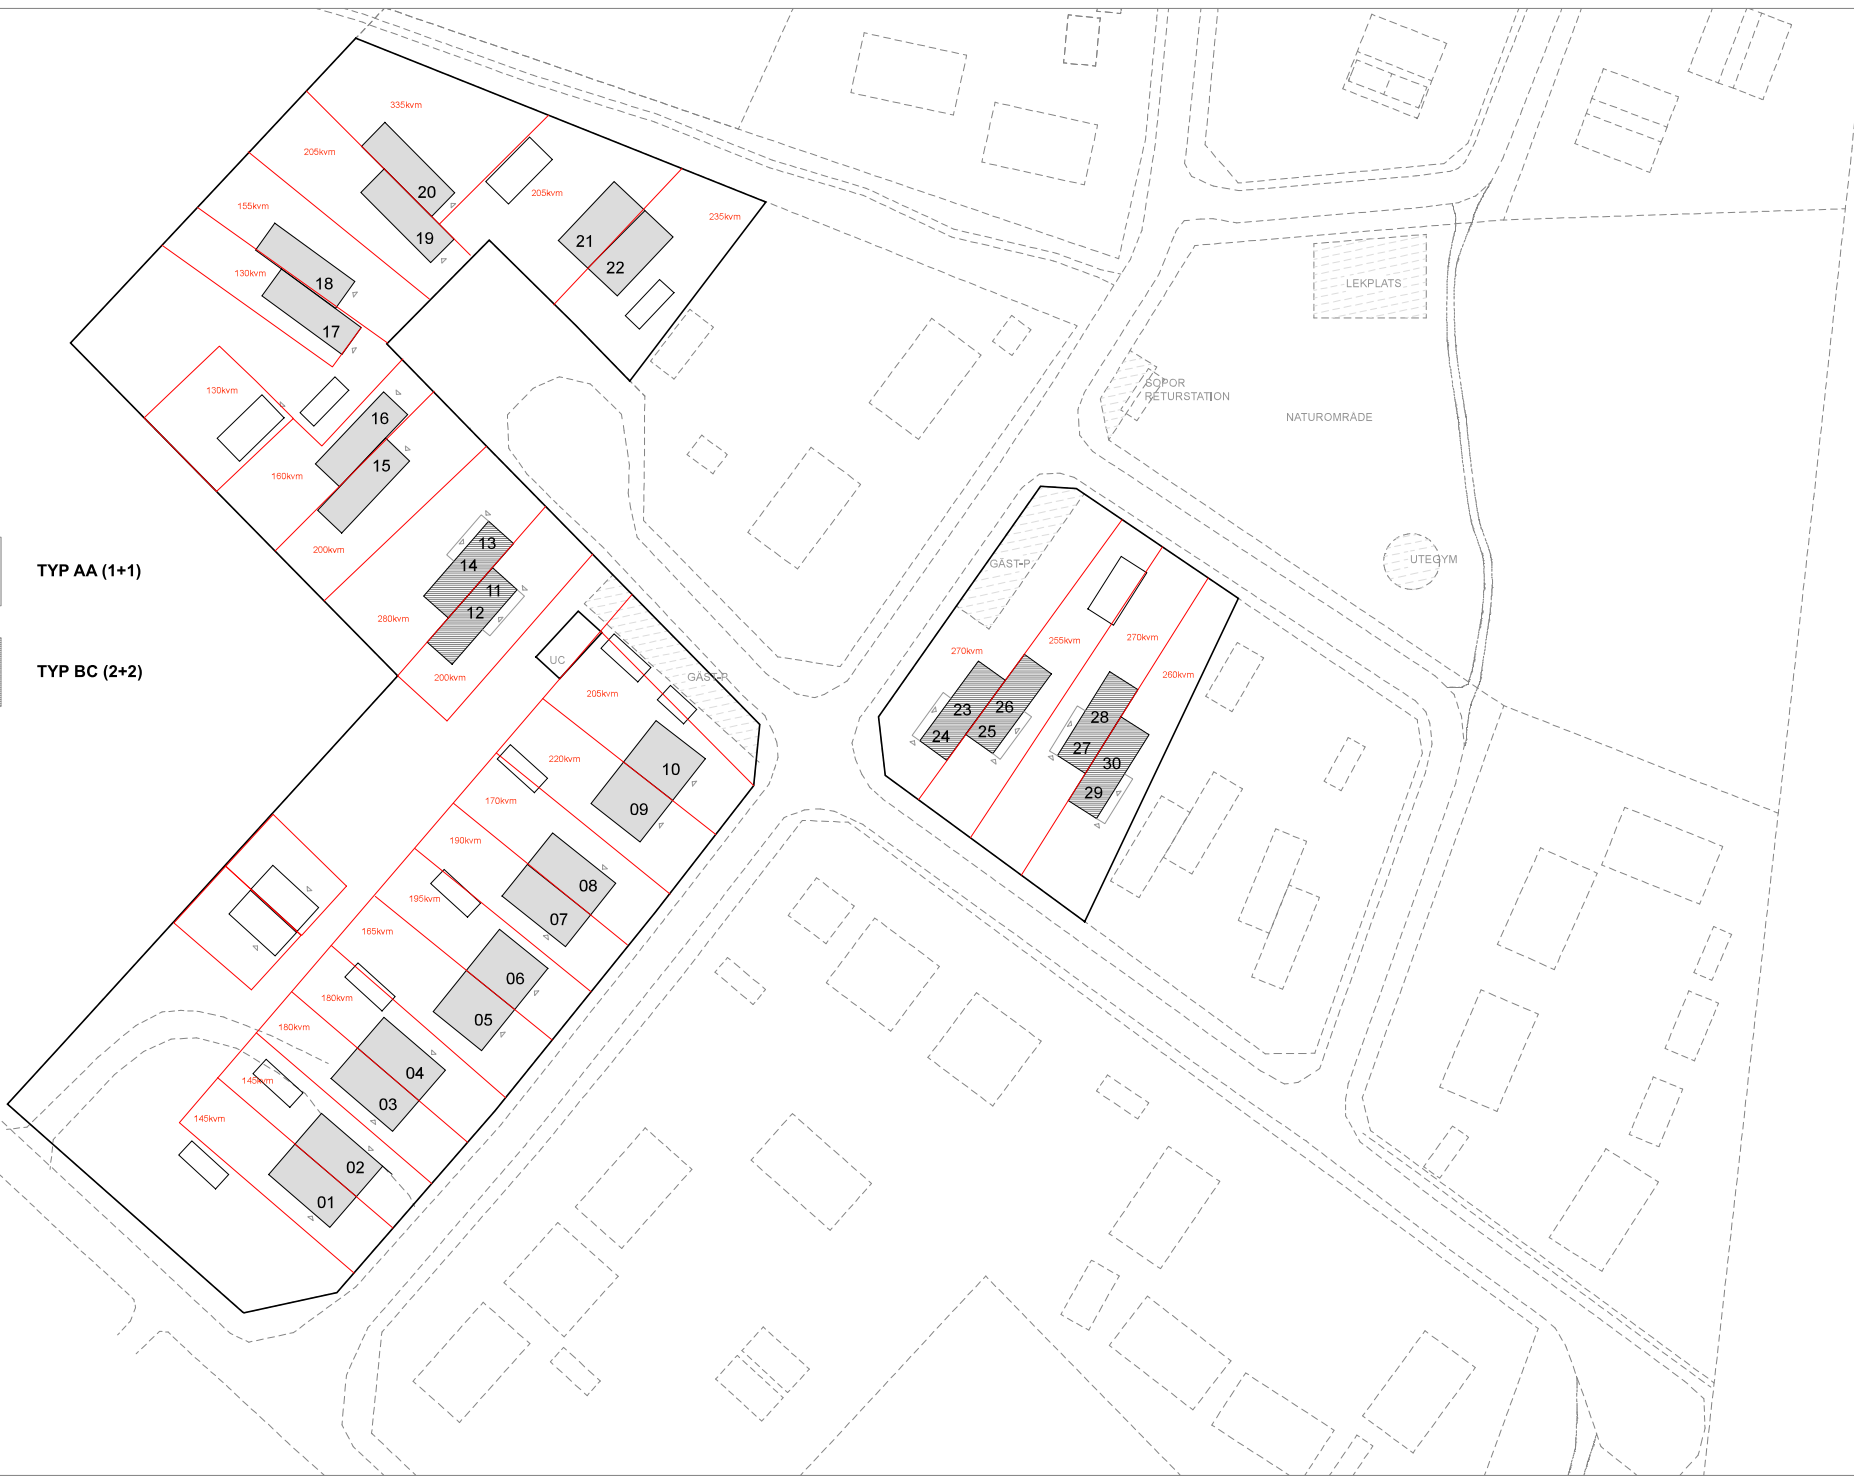 335kvm
205kvm
20
19
205kvm
235kvm
21
22
155kvm
130kvm
18
17
130kvm
16
15
160kvm
200kvm
13
14
11
12
280kvm
200kvm
TYP AA (1+1)
TYP BC (2+2)
UC
GÄST-P.
205kvm
220kvm
10
09
170kvm
190kvm
08
07
195kvm
165kvm
06
05
180kvm
180kvm
04
03
145kvm
145kvm
02
01
LEKPLATS
SOPOR
RETURSTATION
NATUROMRÅDE
UTEGYM
GÄST-P.
270kvm
255kvm
270kvm
260kvm
23
24
26
25
28
27
30
29